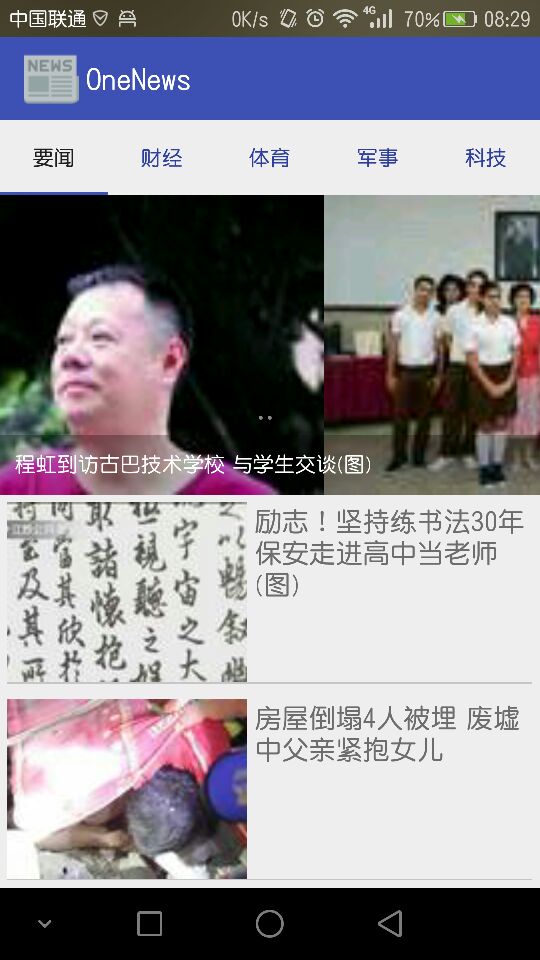 中国联通 0K/s 4G 70% 08:29
NEWS OneNews
要闻 财经 体育 军事 科技
程虹到访古巴技术学校 与学生交谈(图)
励志！坚持练书法30年
保安走进高中当老师
(图)
房屋倒塌4人被埋 废墟
中父亲紧抱女儿